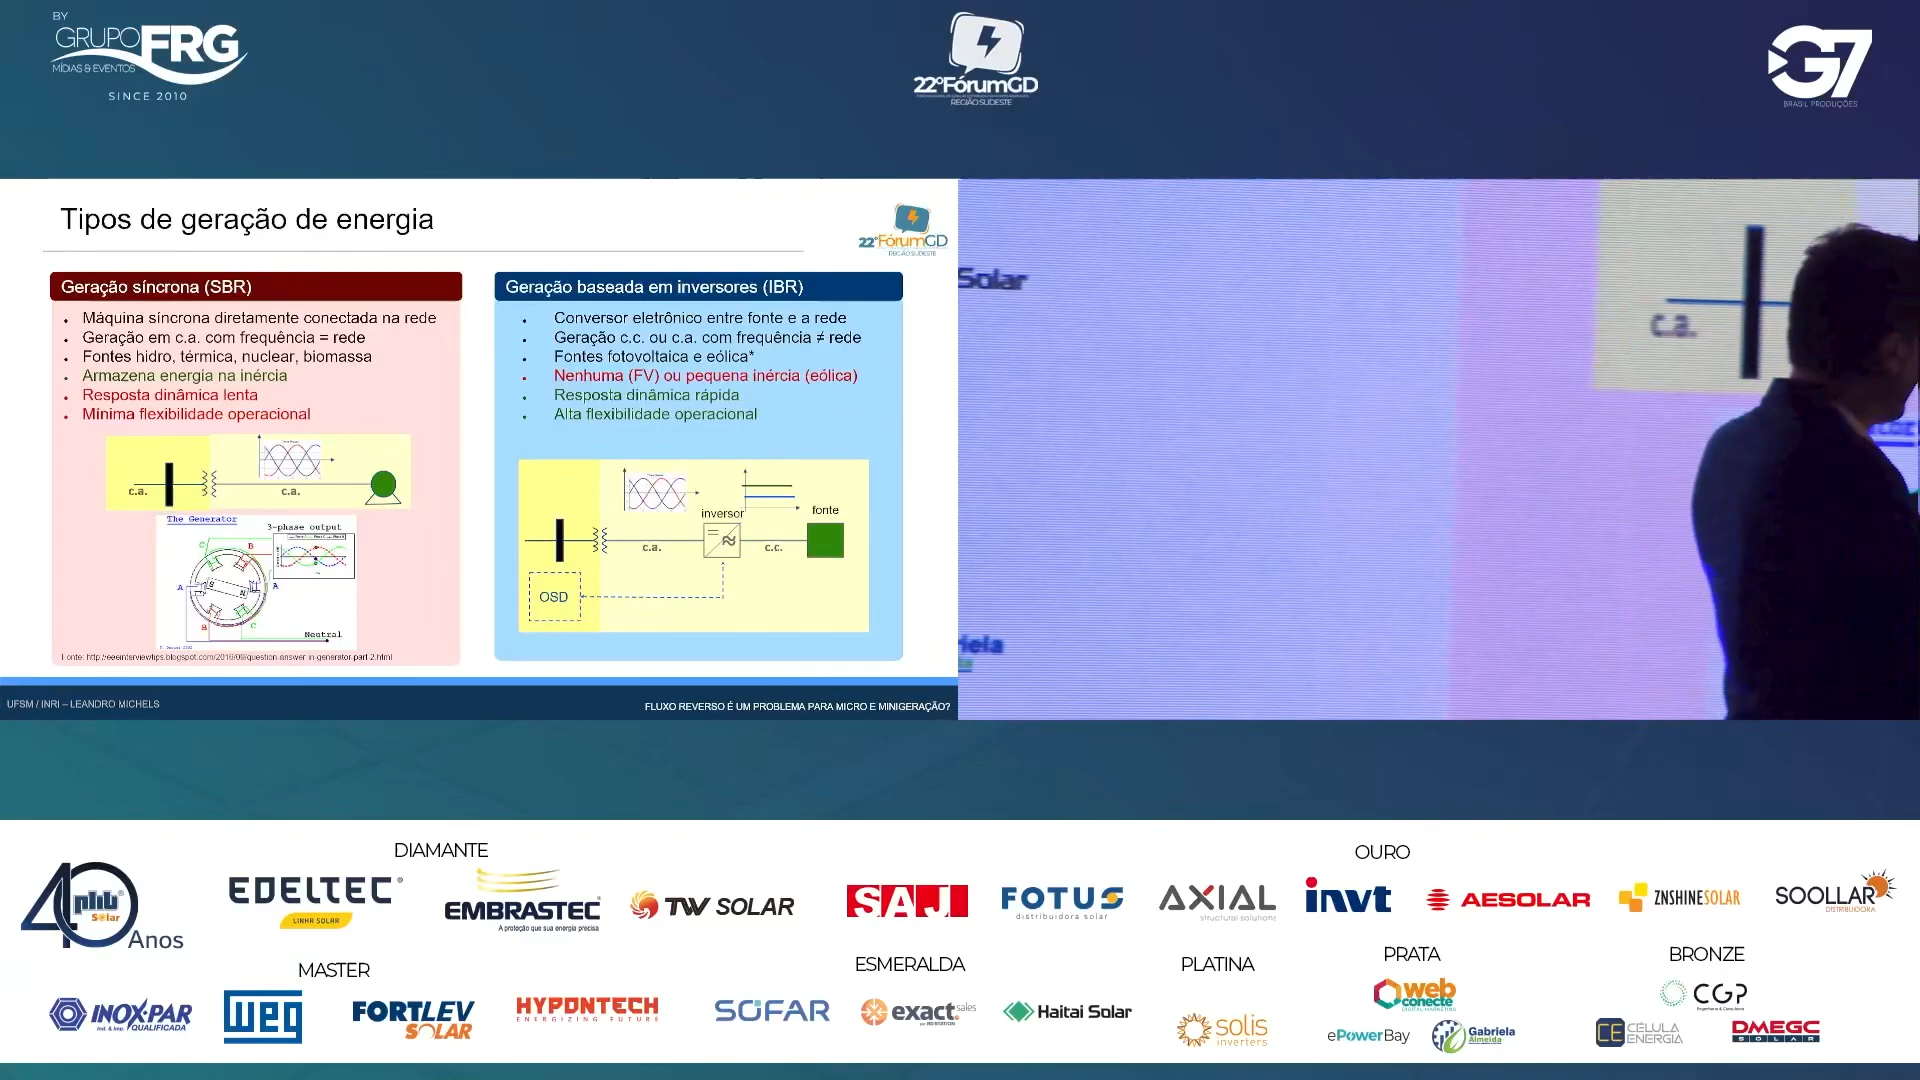 BY
GRUPO FRG
MÍDIAS & EVENTOS
SINCE 2010
22ºFórumGD
REGIÃO SUDESTE
G7
BRASIL PRODUÇÕES
Tipos de geração de energia
22ºFórumGD
REGIÃO SUDESTE
Geração síncrona (SBR)
Máquina síncrona diretamente conectada na rede
Geração em c.a. com frequência = rede
Fontes hidro, térmica, nuclear, biomassa
Armazena energia na inércia
Resposta dinâmica lenta
Mínima flexibilidade operacional
c.a.
c.a.
The Generator
3-phase output
C
B
A
S
N
A
B
C
Neutral
Fonte: http://eeeinterviewtips.blogspot.com/2016/09/question-answer-in-generator-part-2.html
Geração baseada em inversores (IBR)
Conversor eletrônico entre fonte e a rede
Geração c.c. ou c.a. com frequência ≠ rede
Fontes fotovoltaica e eólica*
Nenhuma (FV) ou pequena inércia (eólica)
Resposta dinâmica rápida
Alta flexibilidade operacional
inversor
fonte
c.a.
c.c.
OSD
UFSM / INRI – LEANDRO MICHELS
FLUXO REVERSO É UM PROBLEMA PARA MICRO E MINIGERAÇÃO?
Solar
c.a.
iela
DIAMANTE
OURO
40 phb Solar Anos
EDELTEC
LINHA SOLAR
EMBRASTEC
A proteção que sua energia precisa
TW SOLAR
SAJ
FOTUS
distribuidora solar
AXIAL
structural solutions
invt
AESOLAR
ZNSHINESOLAR
SOOLLAR
DISTRIBUIDORA
MASTER
ESMERALDA
PLATINA
PRATA
BRONZE
INOX-PAR
Ind. & Imp. QUALIFICADA
WEG
FORTLEV
SOLAR
HYPONTECH
ENERGIZING FUTURE
SOFAR
exact sales
Haitai Solar
solis
inverters
web
conecte
DIGITAL MARKETING
ePowerBay
Gabriela
Almeida
CGP
Engenharia & Consultoria
CE CÉLULA
ENERGIA
DMEGC
SOLAR